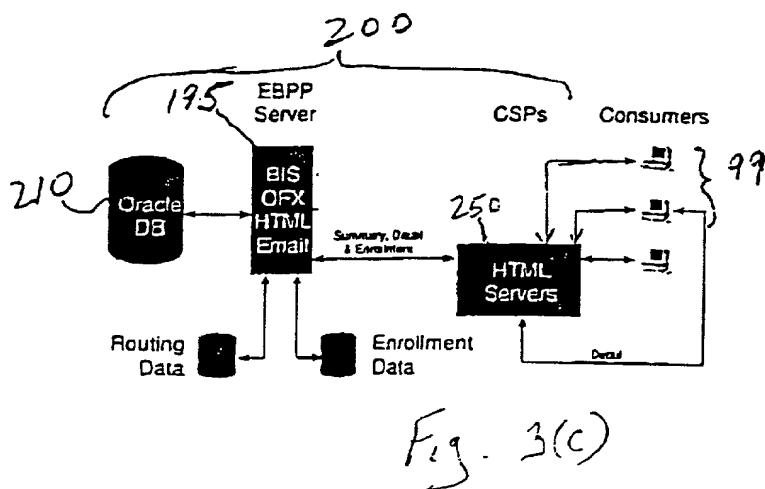 200
195
EBPP
Server
CSPs
Consumers
210
Oracle
DB
BIS
OFX
HTML
Email
Summary, Detail
& Enrollment
250
HTML
Servers
99
Routing
Data
Enrollment
Data
Detail
Fig. 3(C)